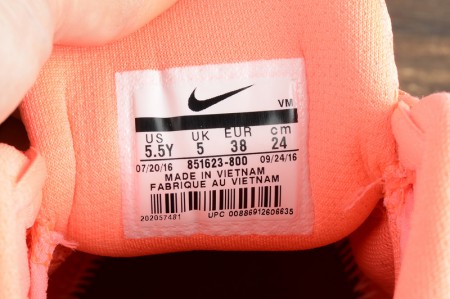 VM
US UK EUR cm
5.5Y 5 38 24
07/20/16 851623-800 09/24/16
MADE IN VIETNAM
FABRIQUE AU VIETNAM
202057481 UPC 00886912606635